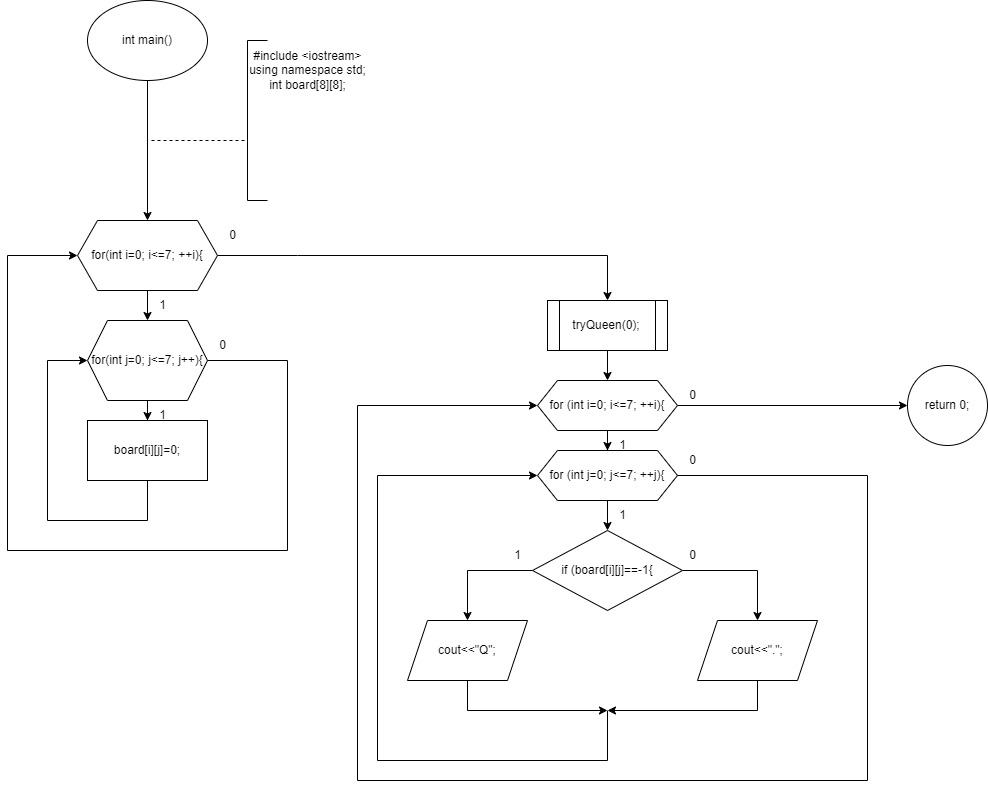 int main()
#include <iostream>
using namespace std;
int board[8][8];
for(int i=0; i<=7; ++i){
0
1
for(int j=0; j<=7; j++){
0
1
board[i][j]=0;
tryQueen(0);
for (int i=0; i<=7; ++i){
0
return 0;
1
for (int j=0; j<=7; ++j){
0
1
if (board[i][j]==-1{
1
0
cout<<"Q";
cout<<".";